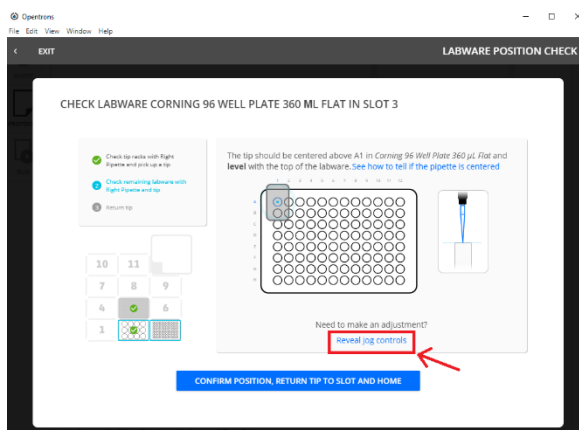 Opentrons
File Edit View Window Help
EXIT
LABWARE POSITION CHECK
CHECK LABWARE CORNING 96 WELL PLATE 360 ΜL FLAT IN SLOT 3
Check tip racks with Right
Pipette and pick up a tip
2 Check remaining labware with
Right Pipette and tip
3 Return tip
The tip should be centered above A1 in Corning 96 Well Plate 360 µL Flat and
level with the top of the labware. See how to tell if the pipette is centered
10 11
7 8 9
4 6
1
Need to make an adjustment?
Reveal jog controls
CONFIRM POSITION, RETURN TIP TO SLOT AND HOME